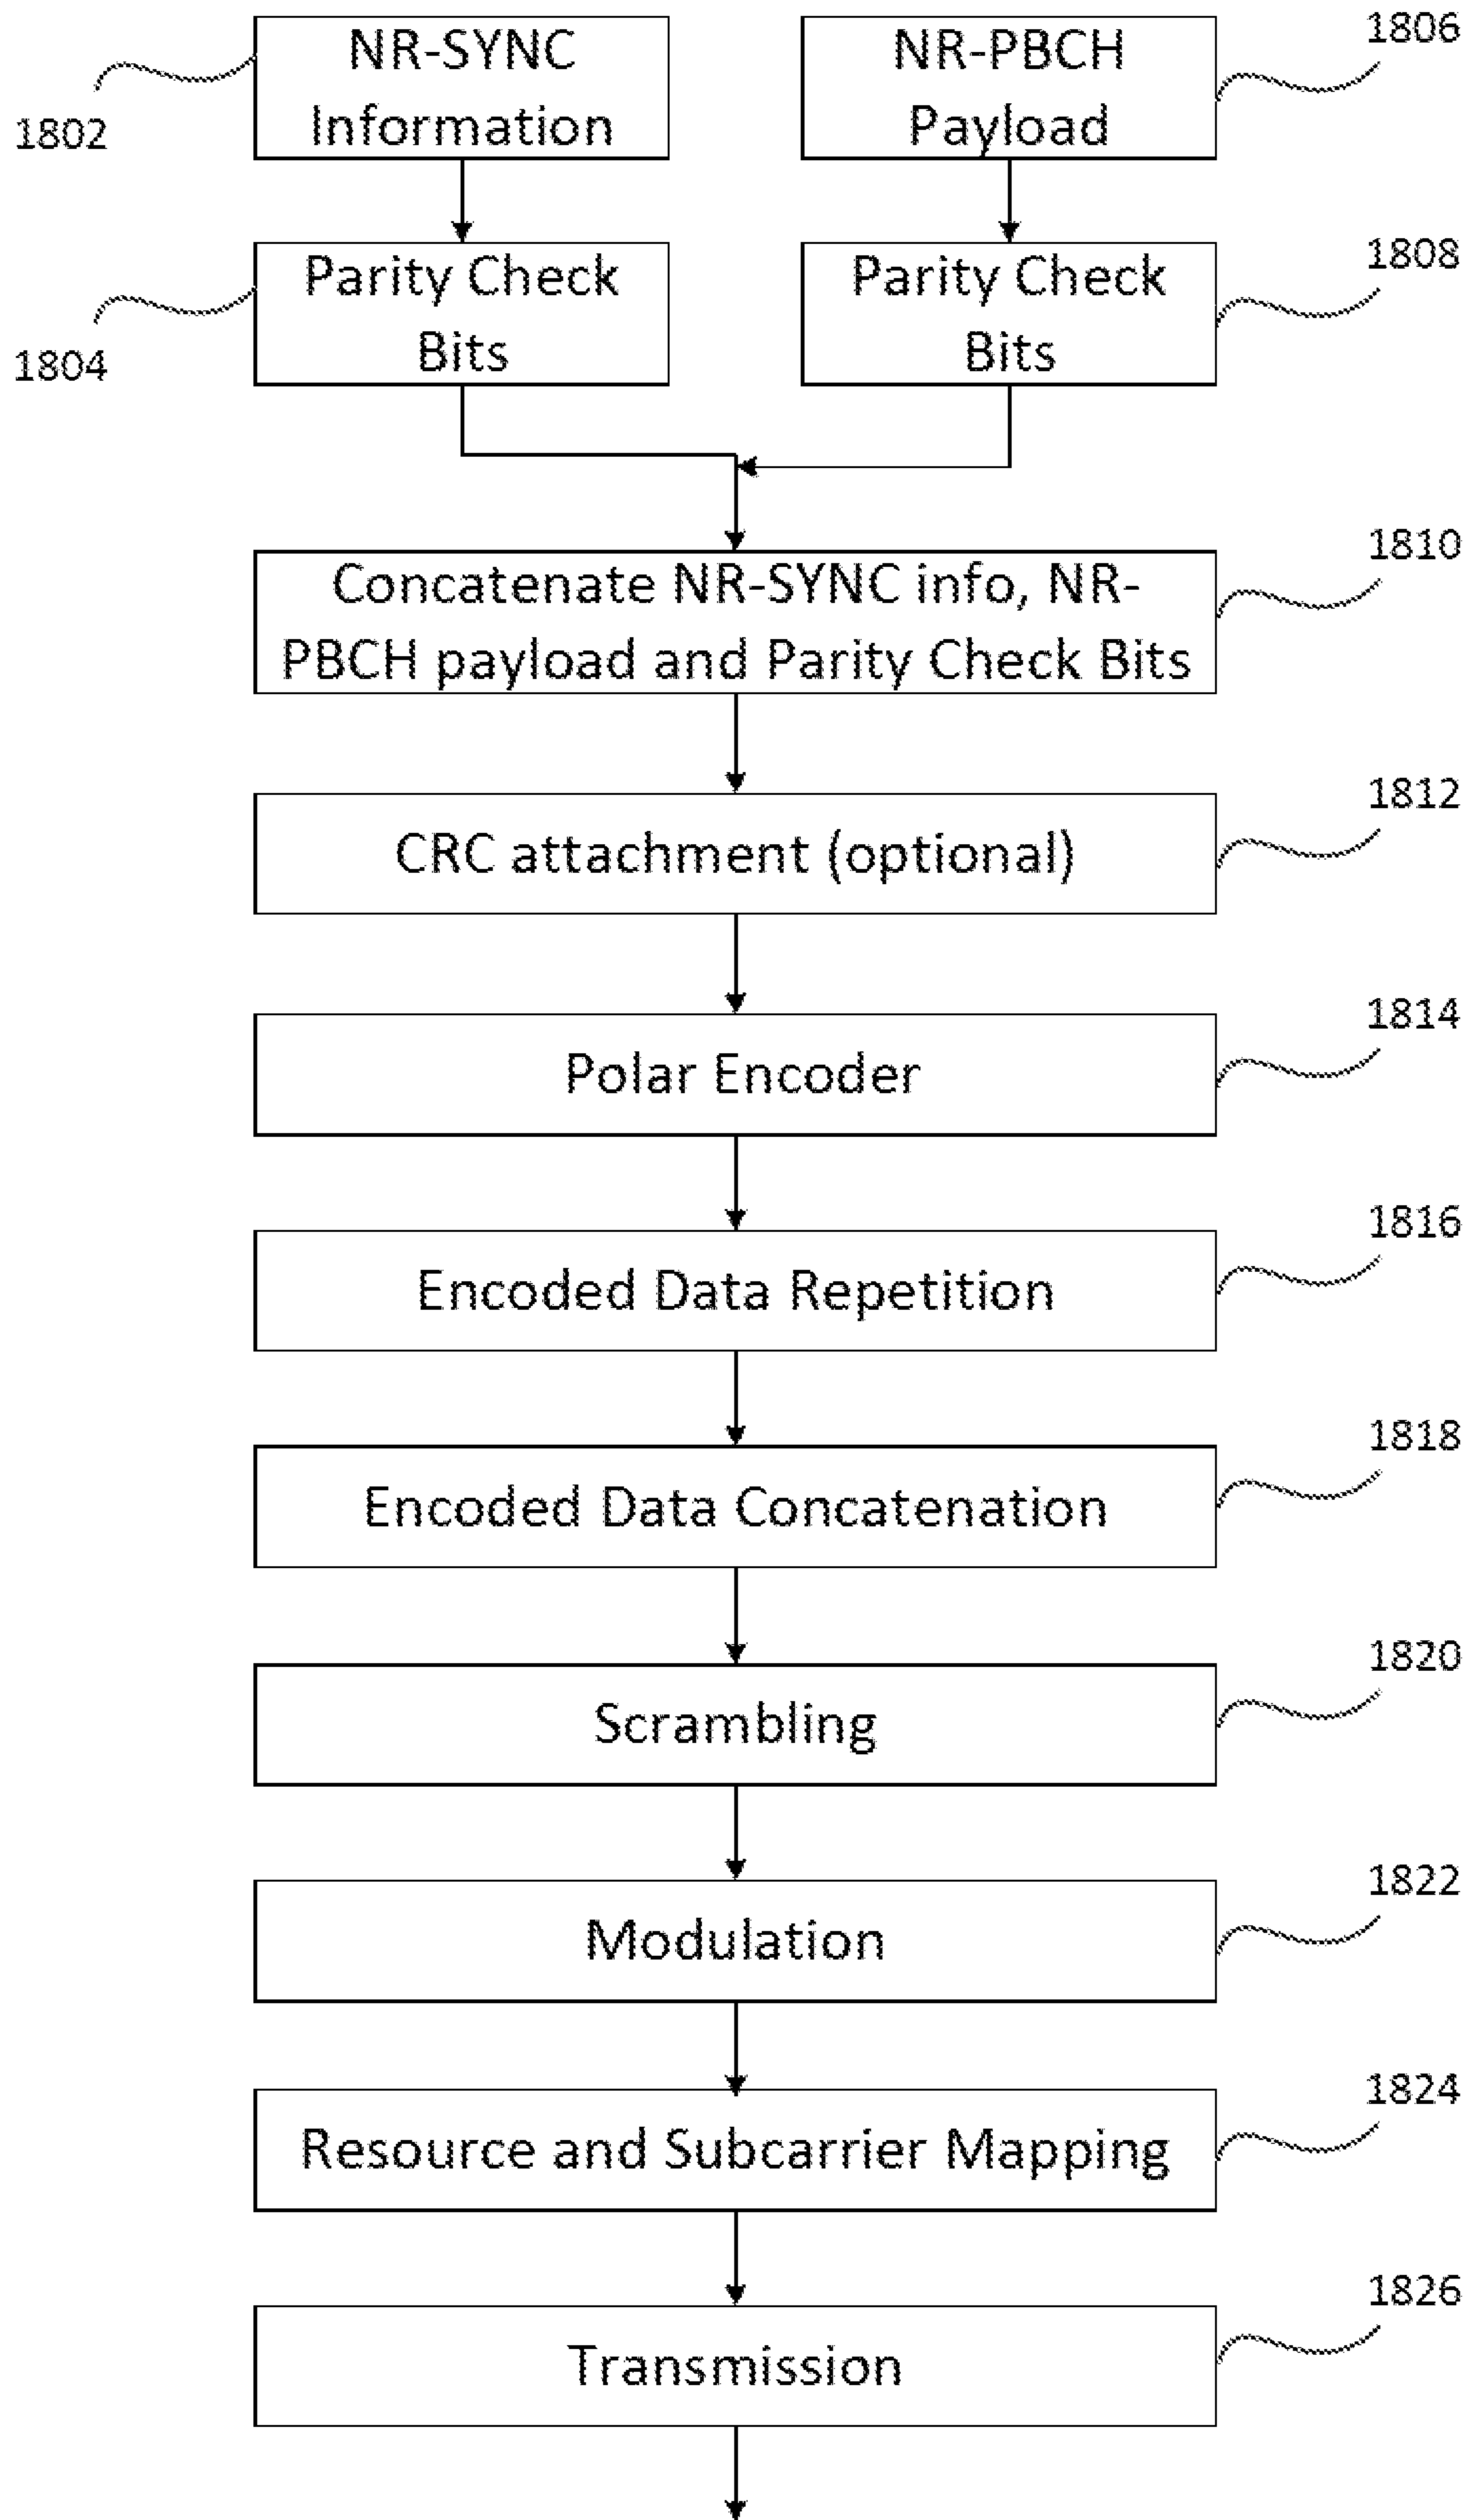 NR-SYNC
Information
1802
NR-PBCH
Payload
1806
Parity Check
Bits
1804
Parity Check
Bits
1808
Concatenate NR-SYNC info, NR-
PBCH payload and Parity Check Bits
1810
CRC attachment (optional)
1812
Polar Encoder
1814
Encoded Data Repetition
1816
Encoded Data Concatenation
1818
Scrambling
1820
Modulation
1822
Resource and Subcarrier Mapping
1824
Transmission
1826